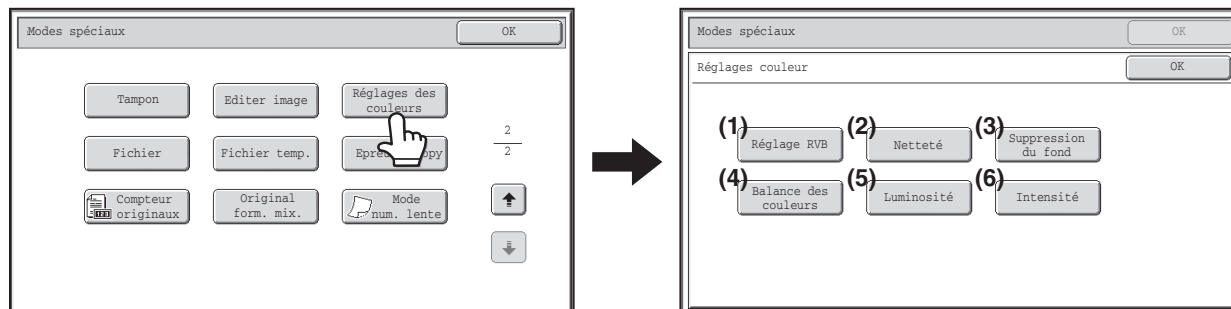 Modes spéciaux
OK
Tampon
Editer image
Réglages des
couleurs
Fichier
Fichier temp.
2
2
Compteur
originaux
Original
form. mix.
Mode
num. lente
Modes spéciaux
OK
Réglages couleur
OK
(1)
Réglage RVB
(2)
Netteté
(3)
Suppression
du fond
(4)
Balance des
couleurs
(5)
Luminosité
(6)
Intensité